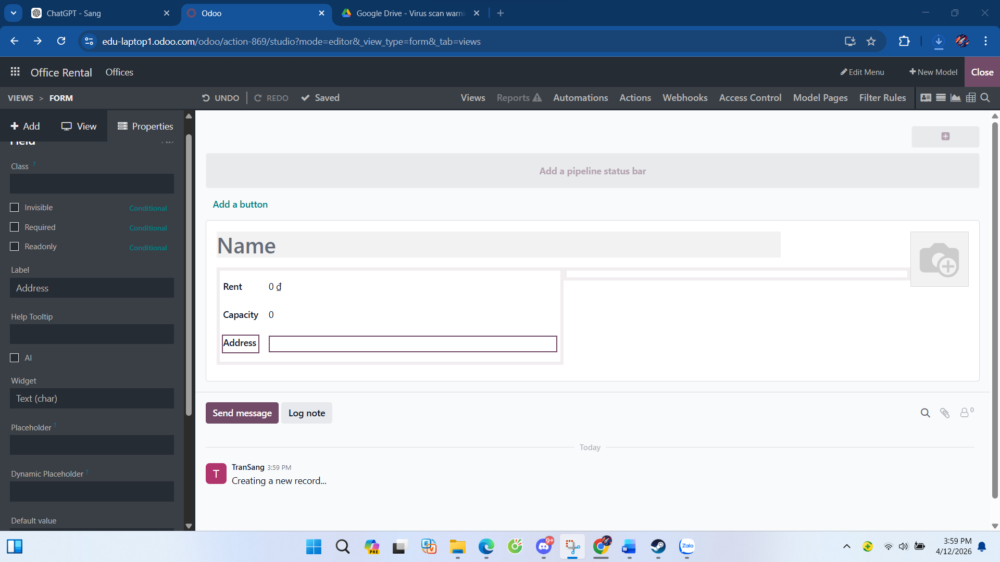 ChatGPT - Sang
Odoo
Google Drive - Virus scan warni
edu-laptop1.odoo.com/odoo/action-869/studio?mode=editor&_view_type=form&_tab=views
Office Rental
Offices
Edit Menu
New Model
Close
VIEWS > FORM
UNDO
REDO
Saved
Views
Reports
Automations
Actions
Webhooks
Access Control
Model Pages
Filter Rules
Add
View
Properties
Field
Class ?
Invisible
Conditional
Required
Conditional
Readonly
Conditional
Label
Address
Help Tooltip
AI
Widget
Text (char)
Placeholder ?
Dynamic Placeholder ?
Default value
Add a pipeline status bar
Add a button
Name
Rent 0 ₫
Capacity 0
Address
Send message
Log note
0
Today
T
TranSang 3:59 PM
Creating a new record...
PRE
9+
W
Zalo
3:59 PM
4/12/2026